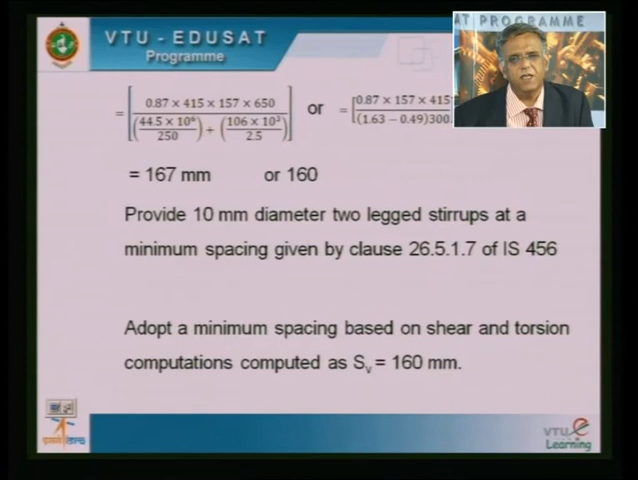 VTU - EDUSAT
Programme
AT PROGRAMME
= [ 0.87 × 415 × 157 × 650 / ( (44.5 × 10⁶ / 250) + (106 × 10³ / 2.5) ) ] or = [ 0.87 × 157 × 415 / (1.63 − 0.49)300
= 167 mm or 160
Provide 10 mm diameter two legged stirrups at a
minimum spacing given by clause 26.5.1.7 of IS 456
Adopt a minimum spacing based on shear and torsion
computations computed as Sv = 160 mm.
VTU e
Learning